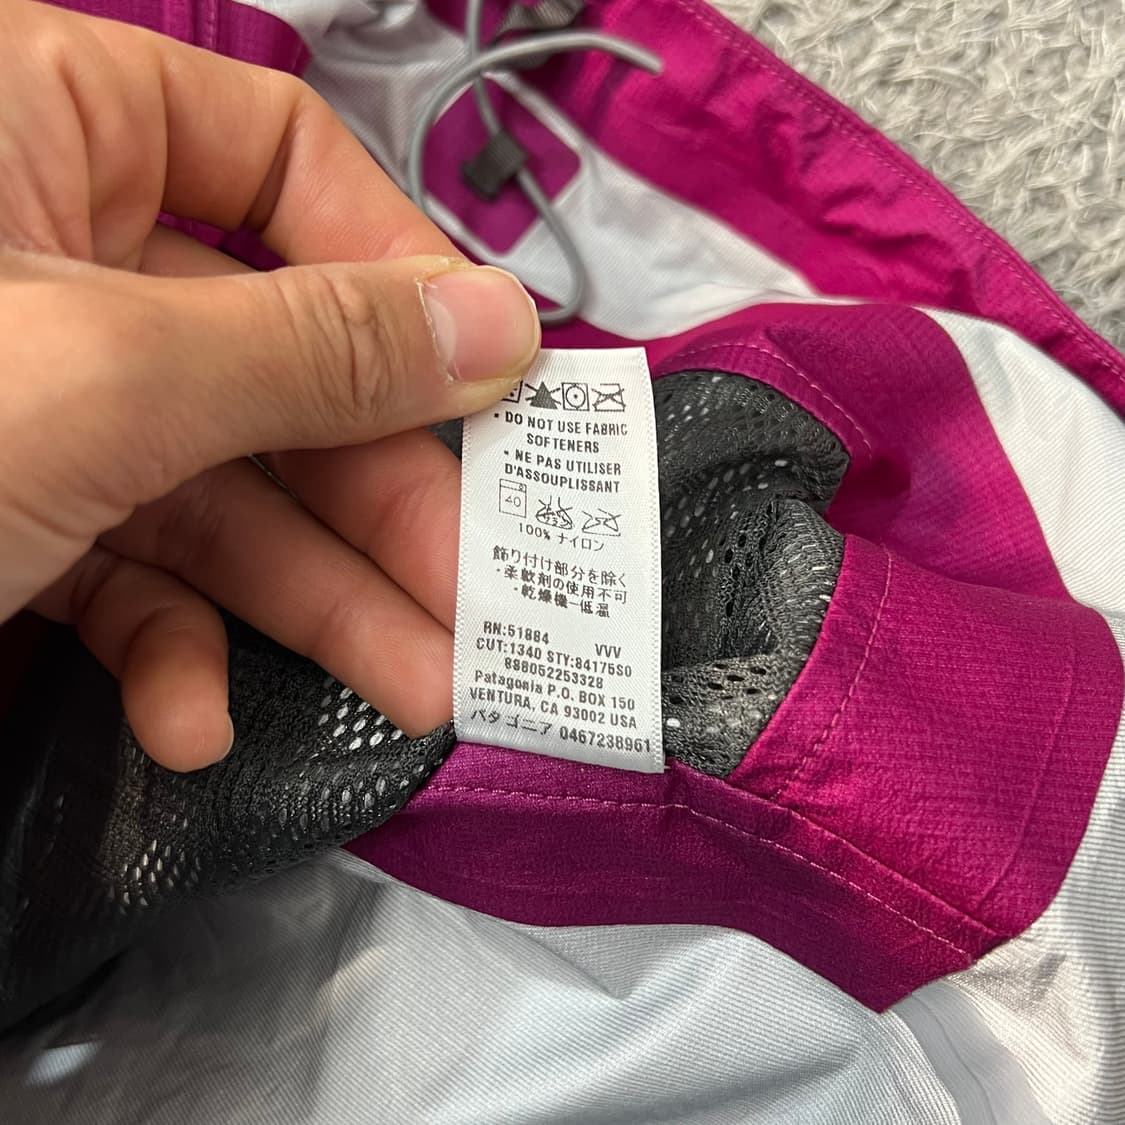 • DO NOT USE FABRIC
SOFTENERS
• NE PAS UTILISER
D'ASSOUPLISSANT
40
100% ナイロン
飾り付け部分を除く
・柔軟剤の使用不可
・乾燥機ー低温
RN:51884 VVV
CUT:1340 STY:84175S0
888052253328
Patagonia P.O. BOX 150
VENTURA, CA 93002 USA
パタゴニア 0467238961